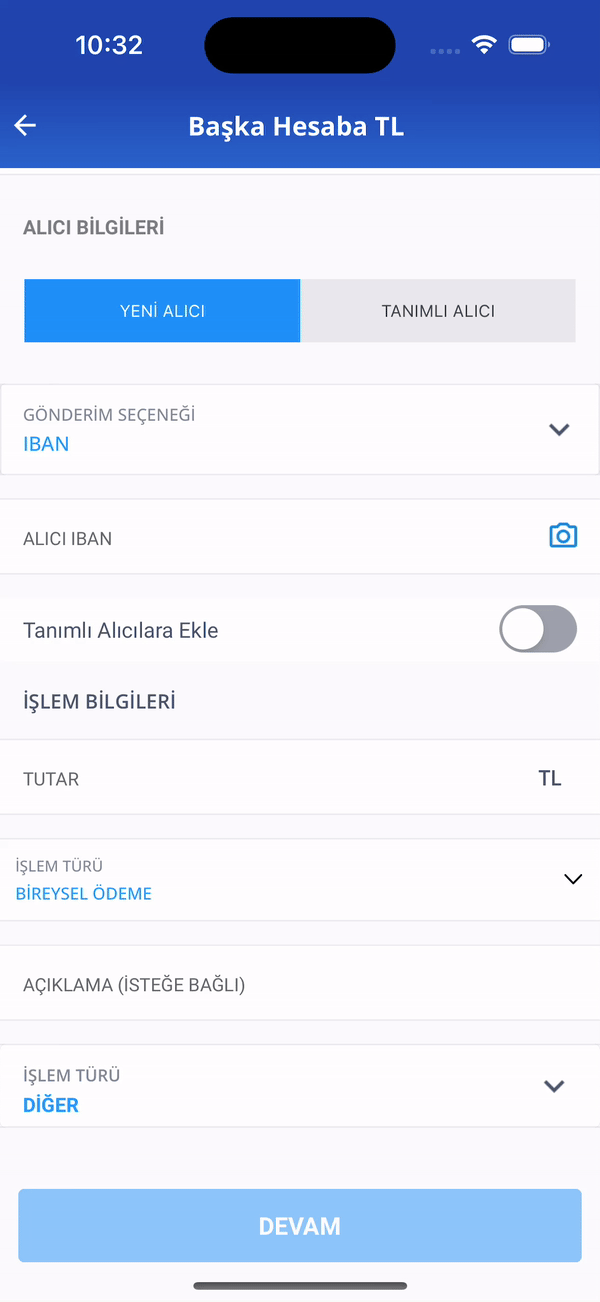 10:32
Başka Hesaba TL
ALICI BİLGİLERİ
YENİ ALICI
TANIMLI ALICI
GÖNDERİM SEÇENEĞİ
IBAN
ALICI IBAN
Tanımlı Alıcılara Ekle
İŞLEM BİLGİLERİ
TUTAR
TL
İŞLEM TÜRÜ
BİREYSEL ÖDEME
AÇIKLAMA (İSTEĞE BAĞLI)
İŞLEM TÜRÜ
DİĞER
DEVAM